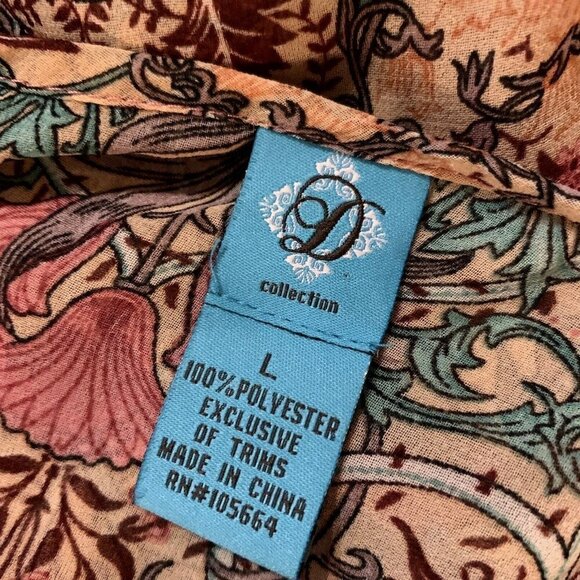 D
collection
L
100% POLYESTER
EXCLUSIVE
OF TRIMS
MADE IN CHINA
RN#105664